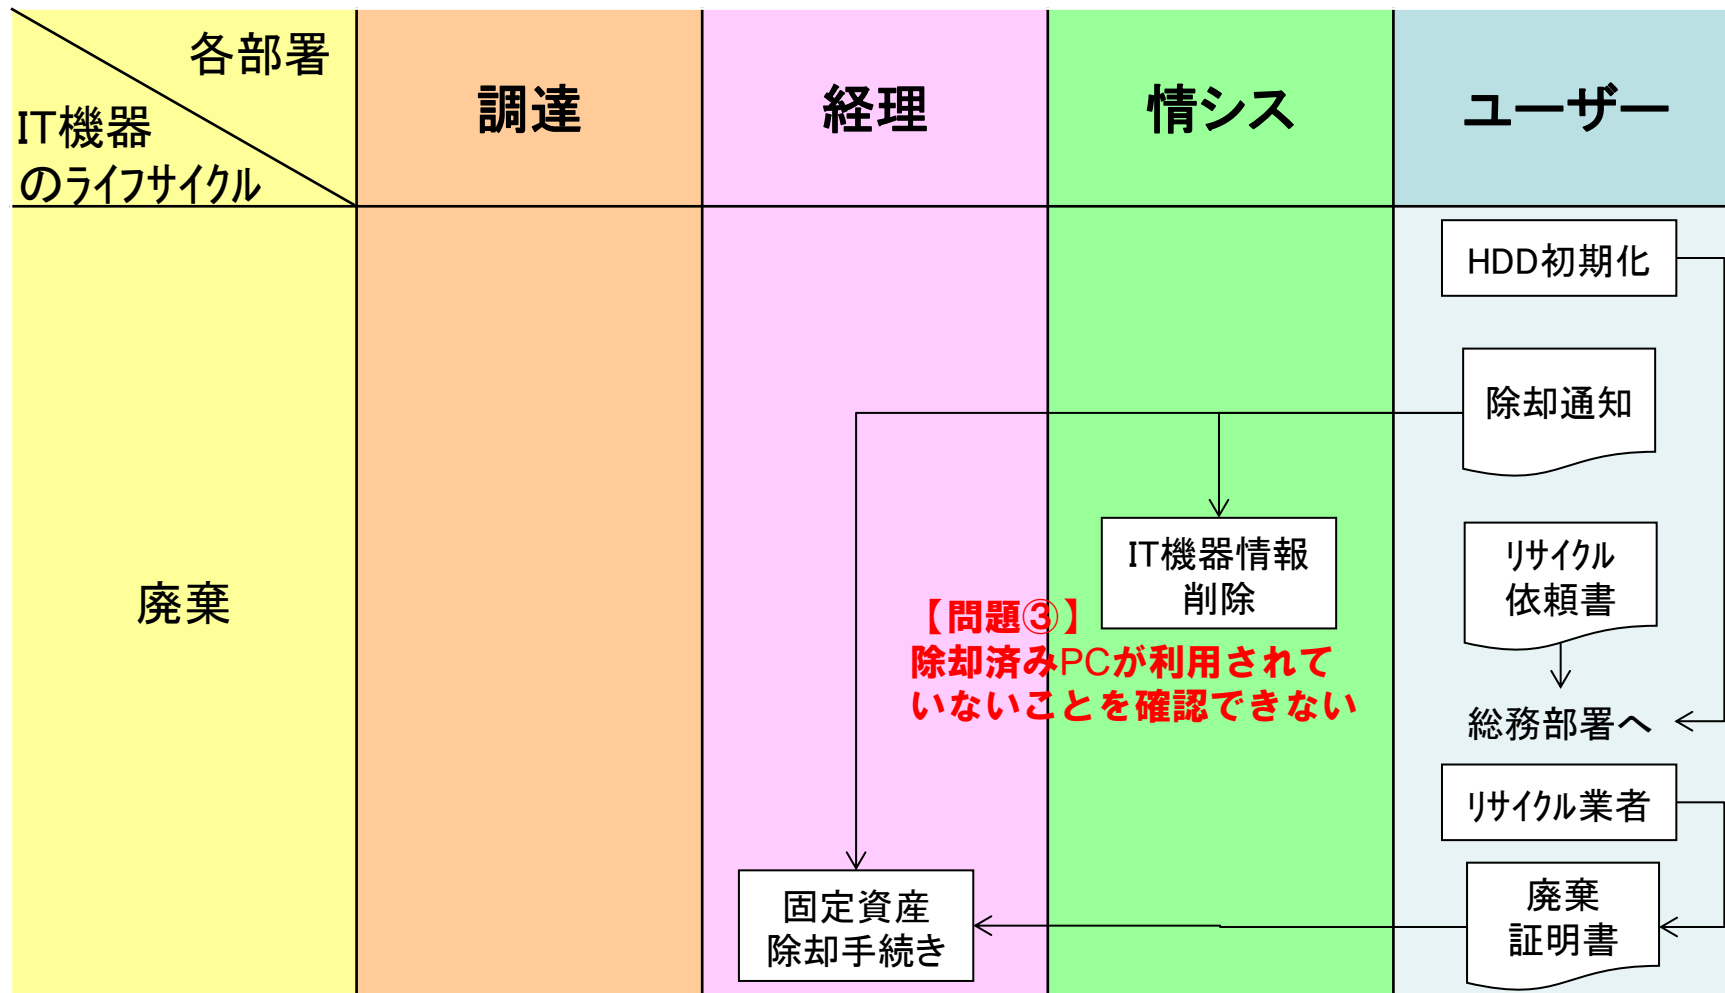 各部署
IT機器
のライフサイクル
調達
経理
情シス
ユーザー
廃棄
HDD初期化
除却通知
IT機器情報
削除
リサイクル
依頼書
【問題③】
除却済みPCが利用されて
いないことを確認できない
総務部署へ
リサイクル業者
固定資産
除却手続き
廃棄
証明書